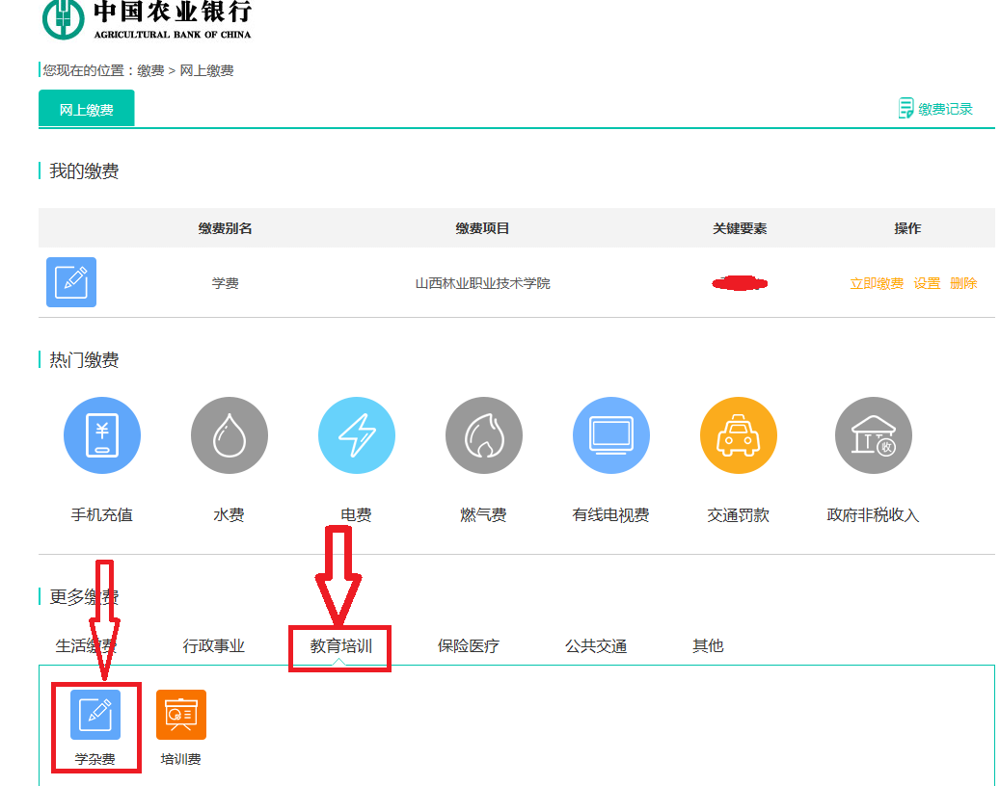 中国农业银行
AGRICULTURAL BANK OF CHINA
您现在的位置：缴费 > 网上缴费
网上缴费
缴费记录
我的缴费
缴费别名 缴费项目 关键要素 操作
学费 山西林业职业技术学院 立即缴费 设置 删除
热门缴费
¥
收
手机充值 水费 电费 燃气费 有线电视费 交通罚款 政府非税收入
更多缴费
生活缴费 行政事业 教育培训 保险医疗 公共交通 其他
学杂费 培训费